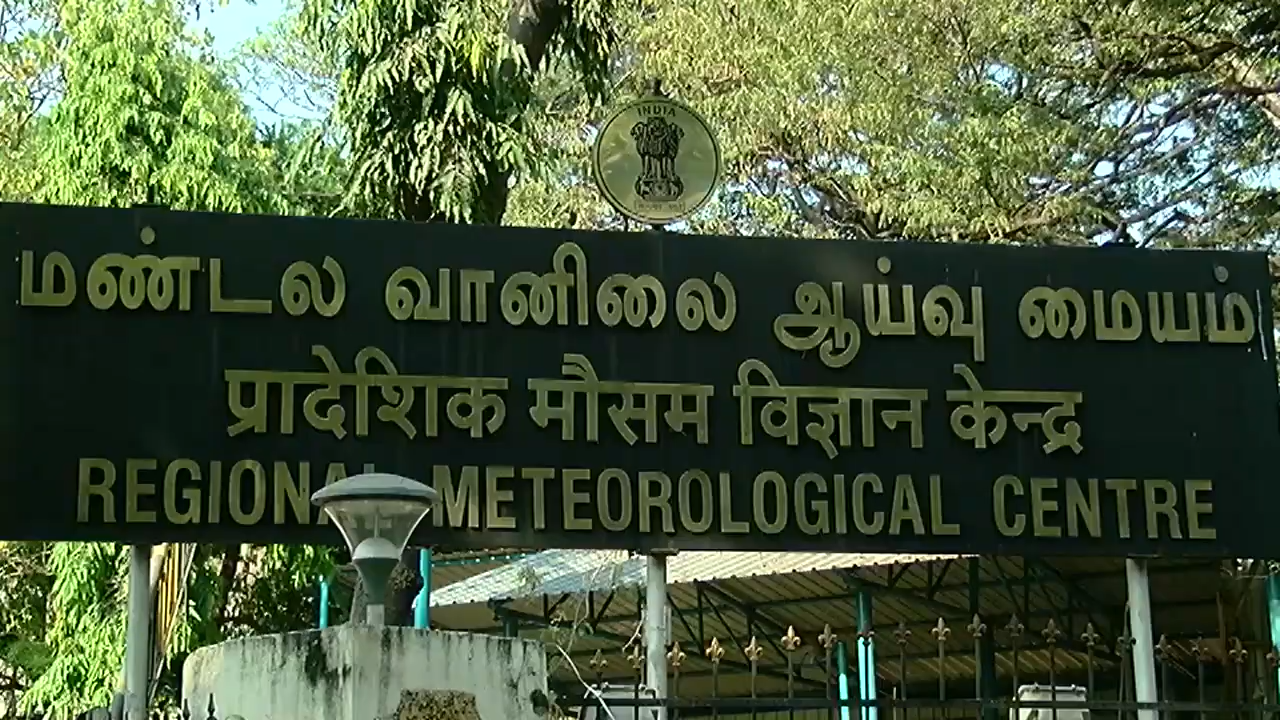 INDIA
மண்டல வானிலை ஆய்வு மையம்
प्रादेशिक मौसम विज्ञान केन्द्र
REGIONAL METEOROLOGICAL CENTRE